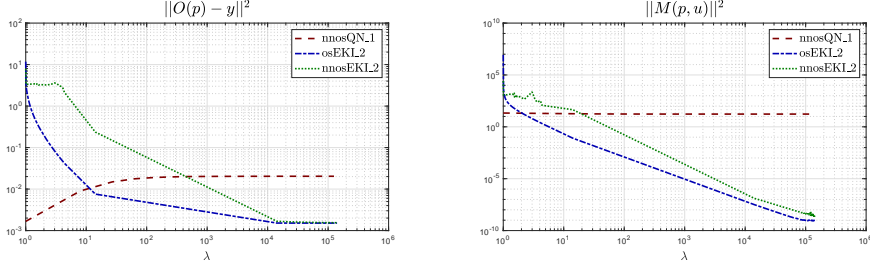 ||O(p) − y||²
10²
10¹
10⁰
10⁻¹
10⁻²
10⁻³
10⁰
10¹
10²
10³
10⁴
10⁵
10⁶
λ
nnosQN_1
osEKI_2
nnosEKI_2
||M(p, u)||²
10¹⁰
10⁵
10⁰
10⁻⁵
10⁻¹⁰
10⁰
10¹
10²
10³
10⁴
10⁵
10⁶
λ
nnosQN_1
osEKI_2
nnosEKI_2